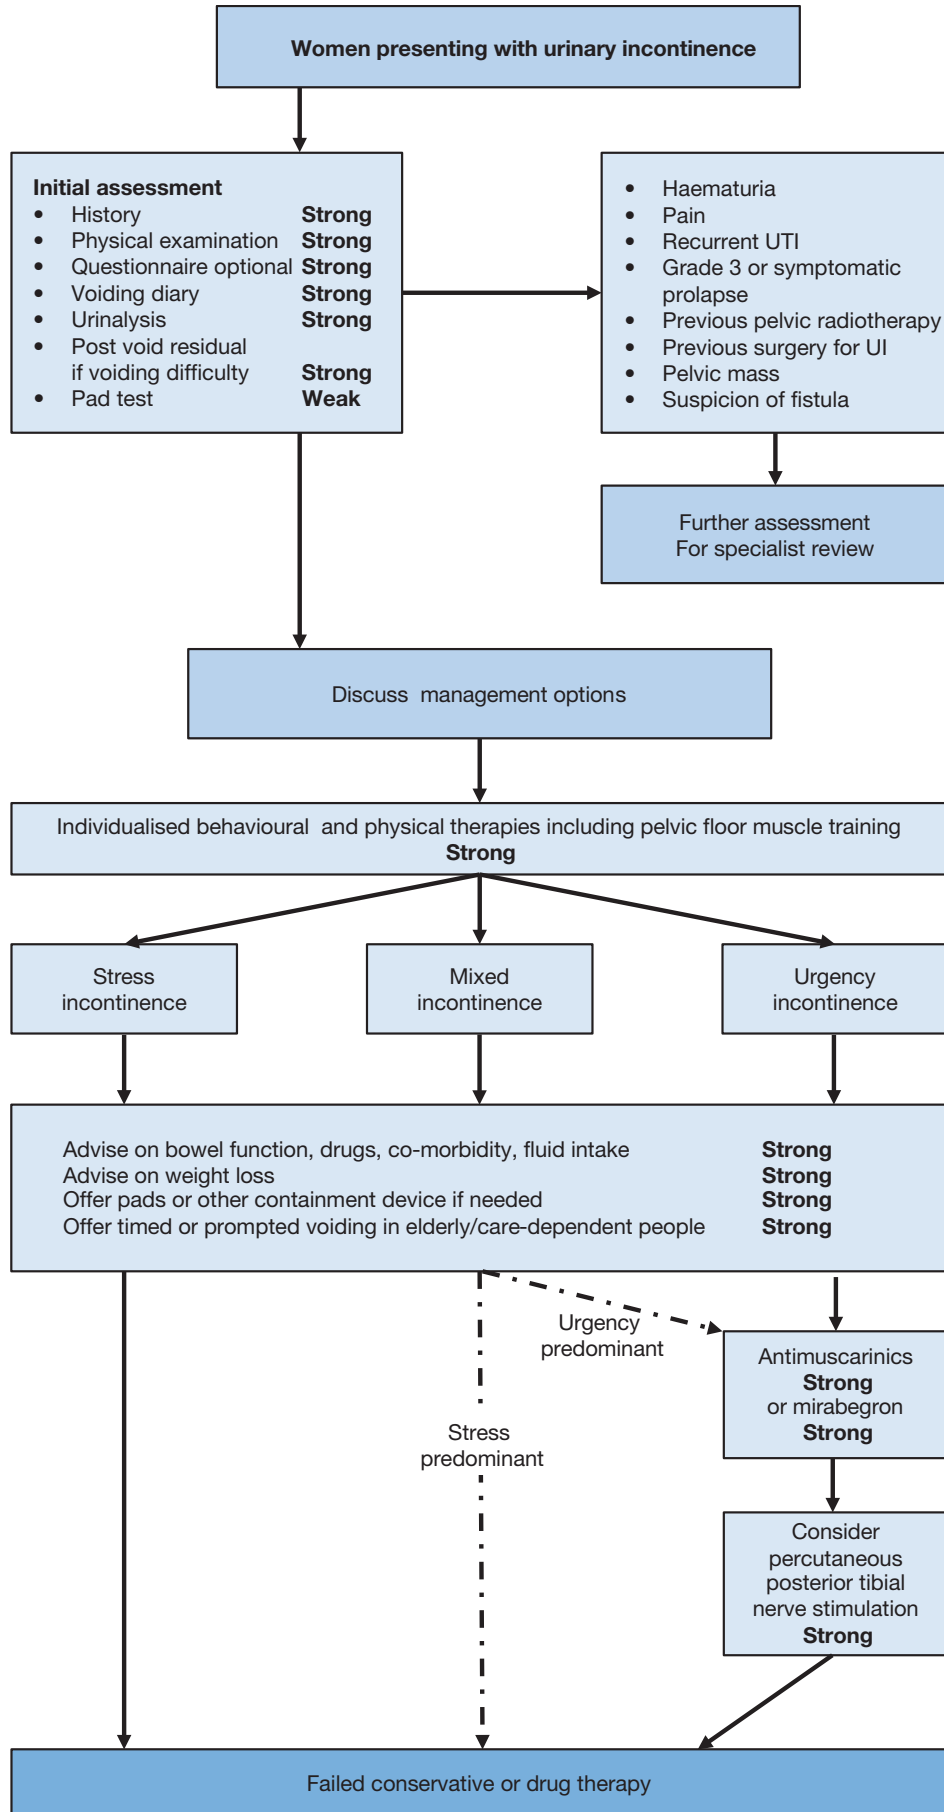 Women presenting with urinary incontinence
Initial assessment
• History Strong
• Physical examination Strong
• Questionnaire optional Strong
• Voiding diary Strong
• Urinalysis Strong
• Post void residual
if voiding difficulty Strong
• Pad test Weak
• Haematuria
• Pain
• Recurrent UTI
• Grade 3 or symptomatic
prolapse
• Previous pelvic radiotherapy
• Previous surgery for UI
• Pelvic mass
• Suspicion of fistula
Further assessment
For specialist review
Discuss management options
Individualised behavioural and physical therapies including pelvic floor muscle training
Strong
Stress
incontinence
Mixed
incontinence
Urgency
incontinence
Advise on bowel function, drugs, co-morbidity, fluid intake Strong
Advise on weight loss Strong
Offer pads or other containment device if needed Strong
Offer timed or prompted voiding in elderly/care-dependent people Strong
Urgency
predominant
Antimuscarinics
Strong
or mirabegron
Strong
Stress
predominant
Consider
percutaneous
posterior tibial
nerve stimulation
Strong
Failed conservative or drug therapy